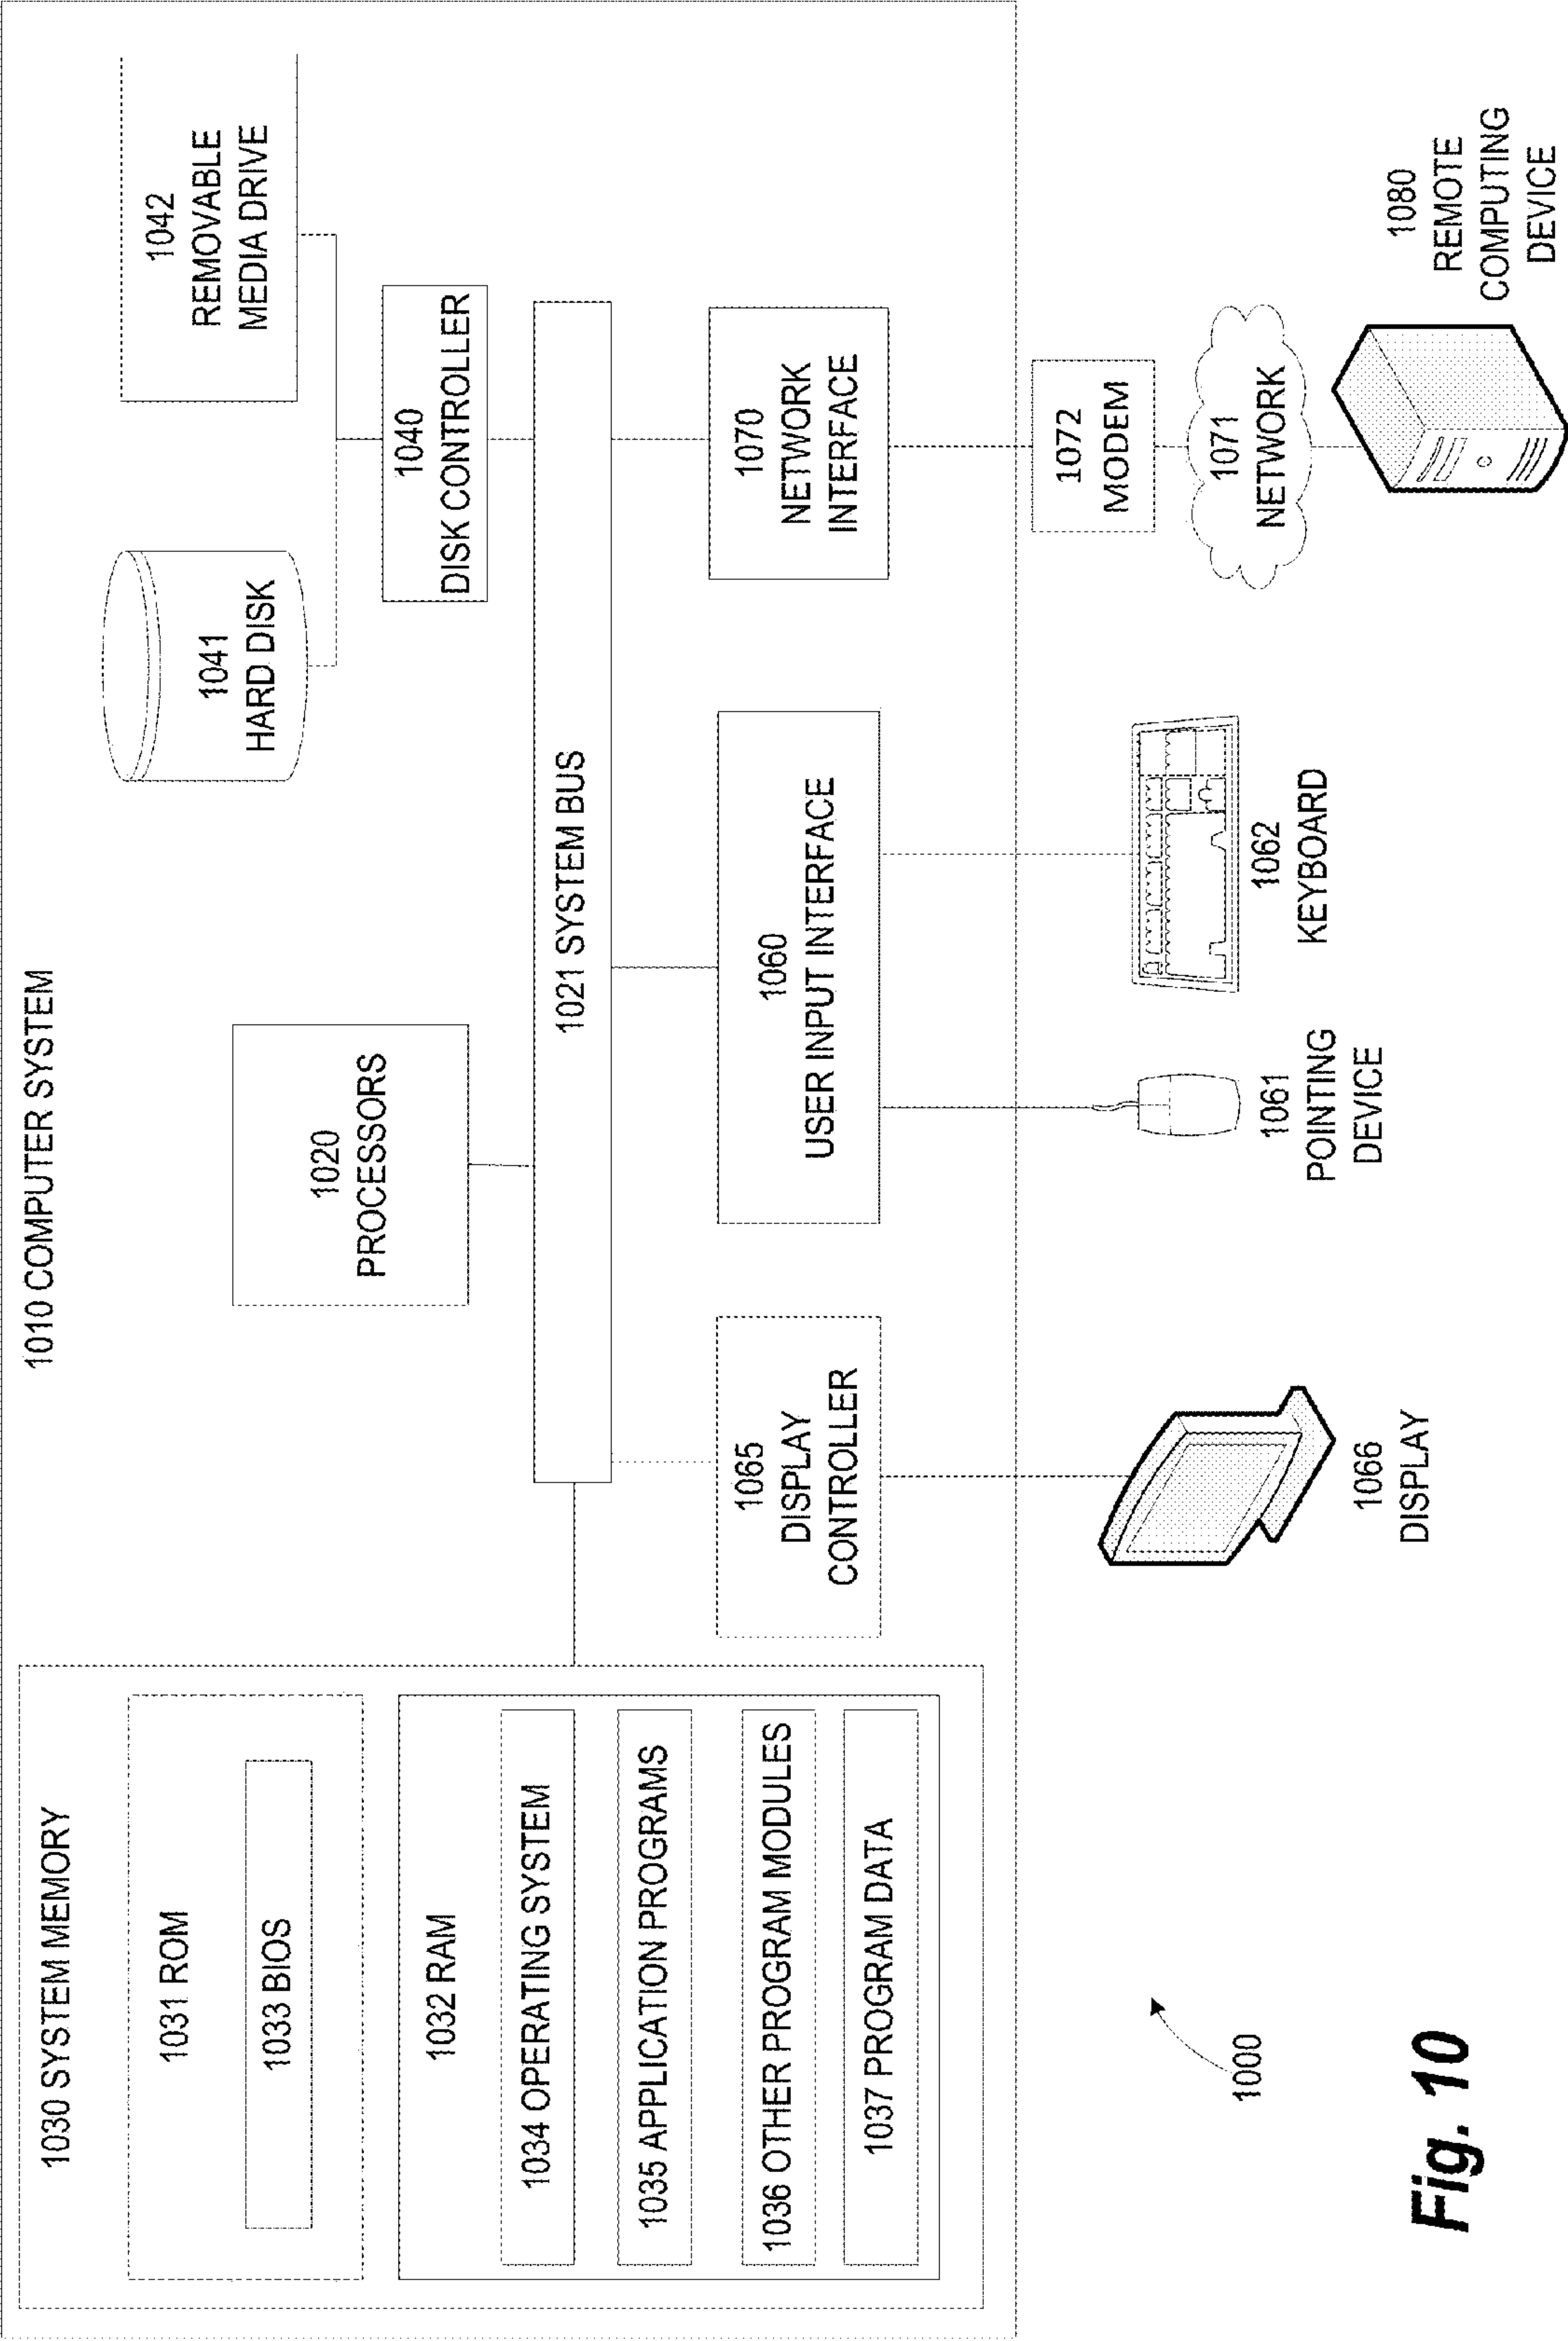 1010 COMPUTER SYSTEM
1030 SYSTEM MEMORY
1031 ROM
1033 BIOS
1032 RAM
1034 OPERATING SYSTEM
1035 APPLICATION PROGRAMS
1036 OTHER PROGRAM MODULES
1037 PROGRAM DATA
1020
PROCESSORS
1041
HARD DISK
1042
REMOVABLE
MEDIA DRIVE
1040
DISK CONTROLLER
1021 SYSTEM BUS
1065
DISPLAY
CONTROLLER
1060
USER INPUT INTERFACE
1070
NETWORK
INTERFACE
1072
MODEM
1071
NETWORK
1066
DISPLAY
1061
POINTING
DEVICE
1062
KEYBOARD
1080
REMOTE
COMPUTING
DEVICE
1000
Fig. 10